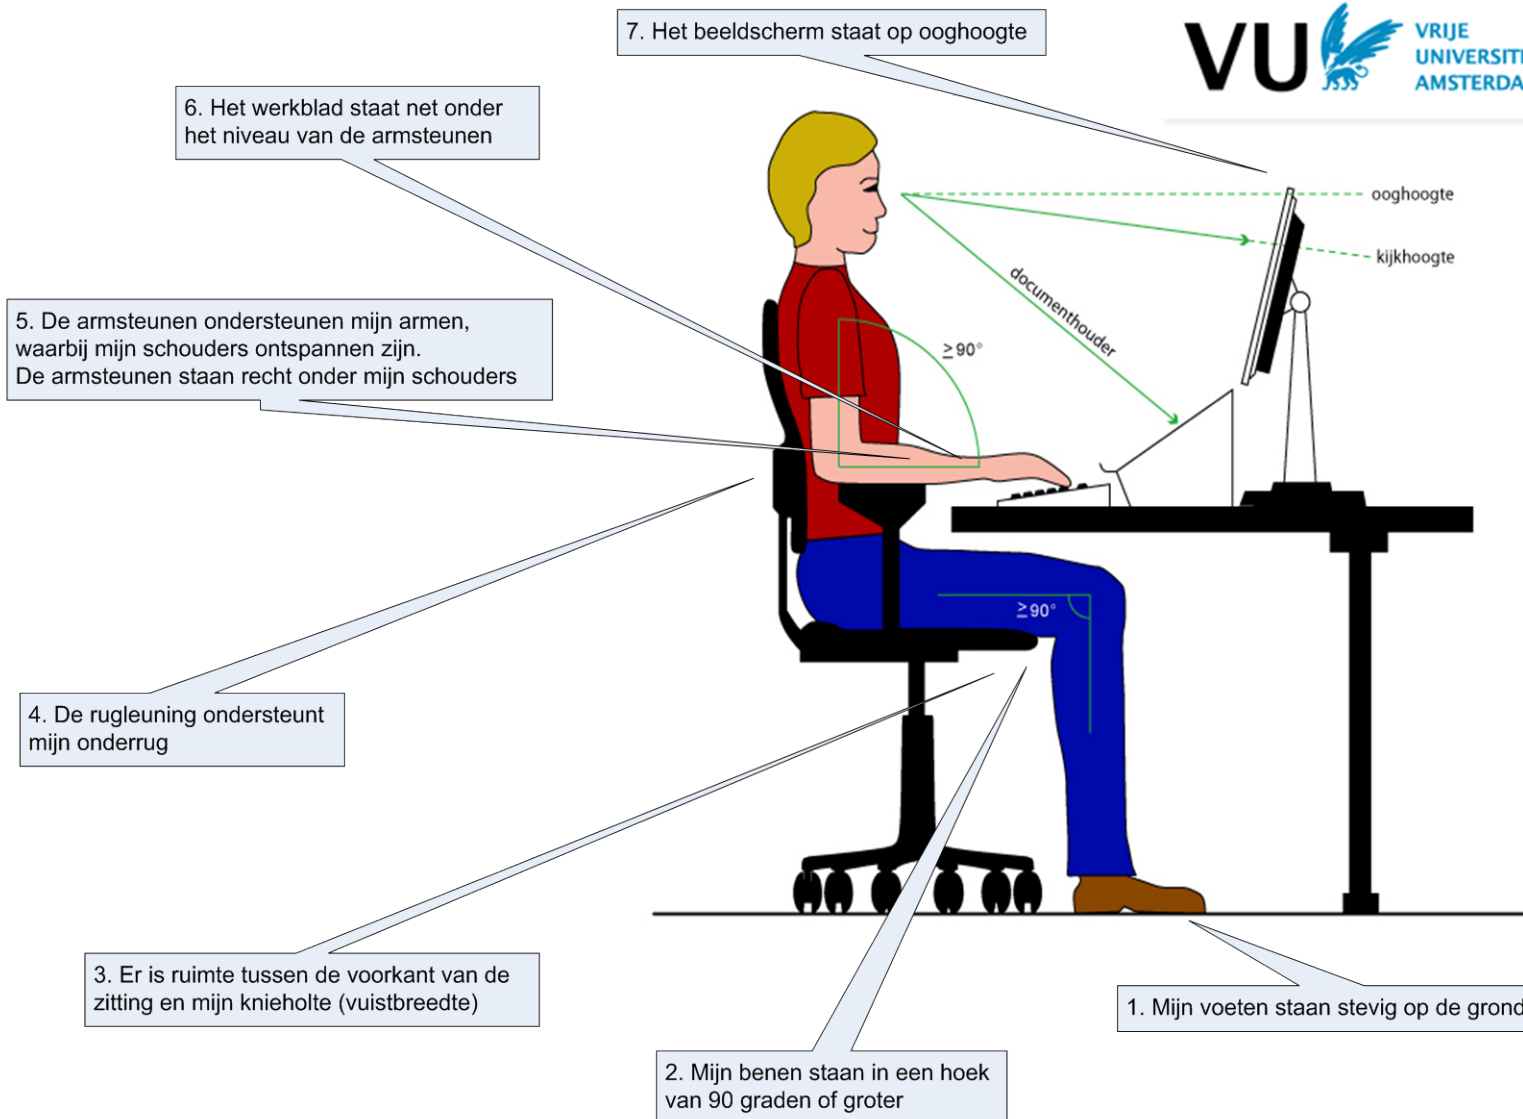 7. Het beeldscherm staat op ooghoogte
VU
VRIJE
UNIVERSITE
AMSTERDA
6. Het werkblad staat net onder
het niveau van de armsteunen
ooghoogte
kijkhoogte
documenthouder
5. De armsteunen ondersteunen mijn armen,
waarbij mijn schouders ontspannen zijn.
De armsteunen staan recht onder mijn schouders
≥90°
≥90°
4. De rugleuning ondersteunt
mijn onderrug
3. Er is ruimte tussen de voorkant van de
zitting en mijn knieholte (vuistbreedte)
1. Mijn voeten staan stevig op de grond
2. Mijn benen staan in een hoek
van 90 graden of groter